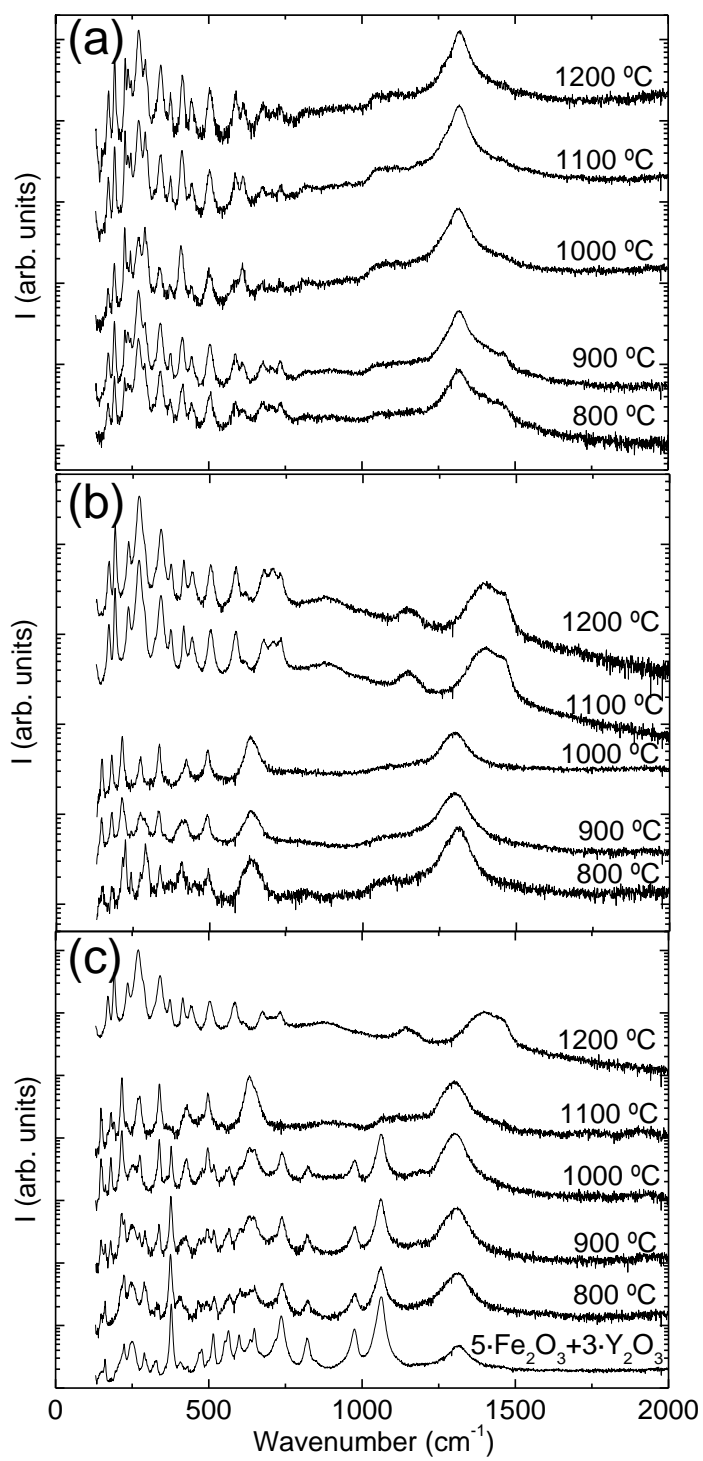 (a)
1200 ºC
1100 ºC
1000 ºC
900 ºC
800 ºC
I (arb. units)
(b)
1200 ºC
1100 ºC
1000 ºC
900 ºC
800 ºC
I (arb. units)
(c)
1200 ºC
1100 ºC
1000 ºC
900 ºC
800 ºC
5·Fe₂O₃+3·Y₂O₃
I (arb. units)
0 500 1000 1500 2000
Wavenumber (cm⁻¹)